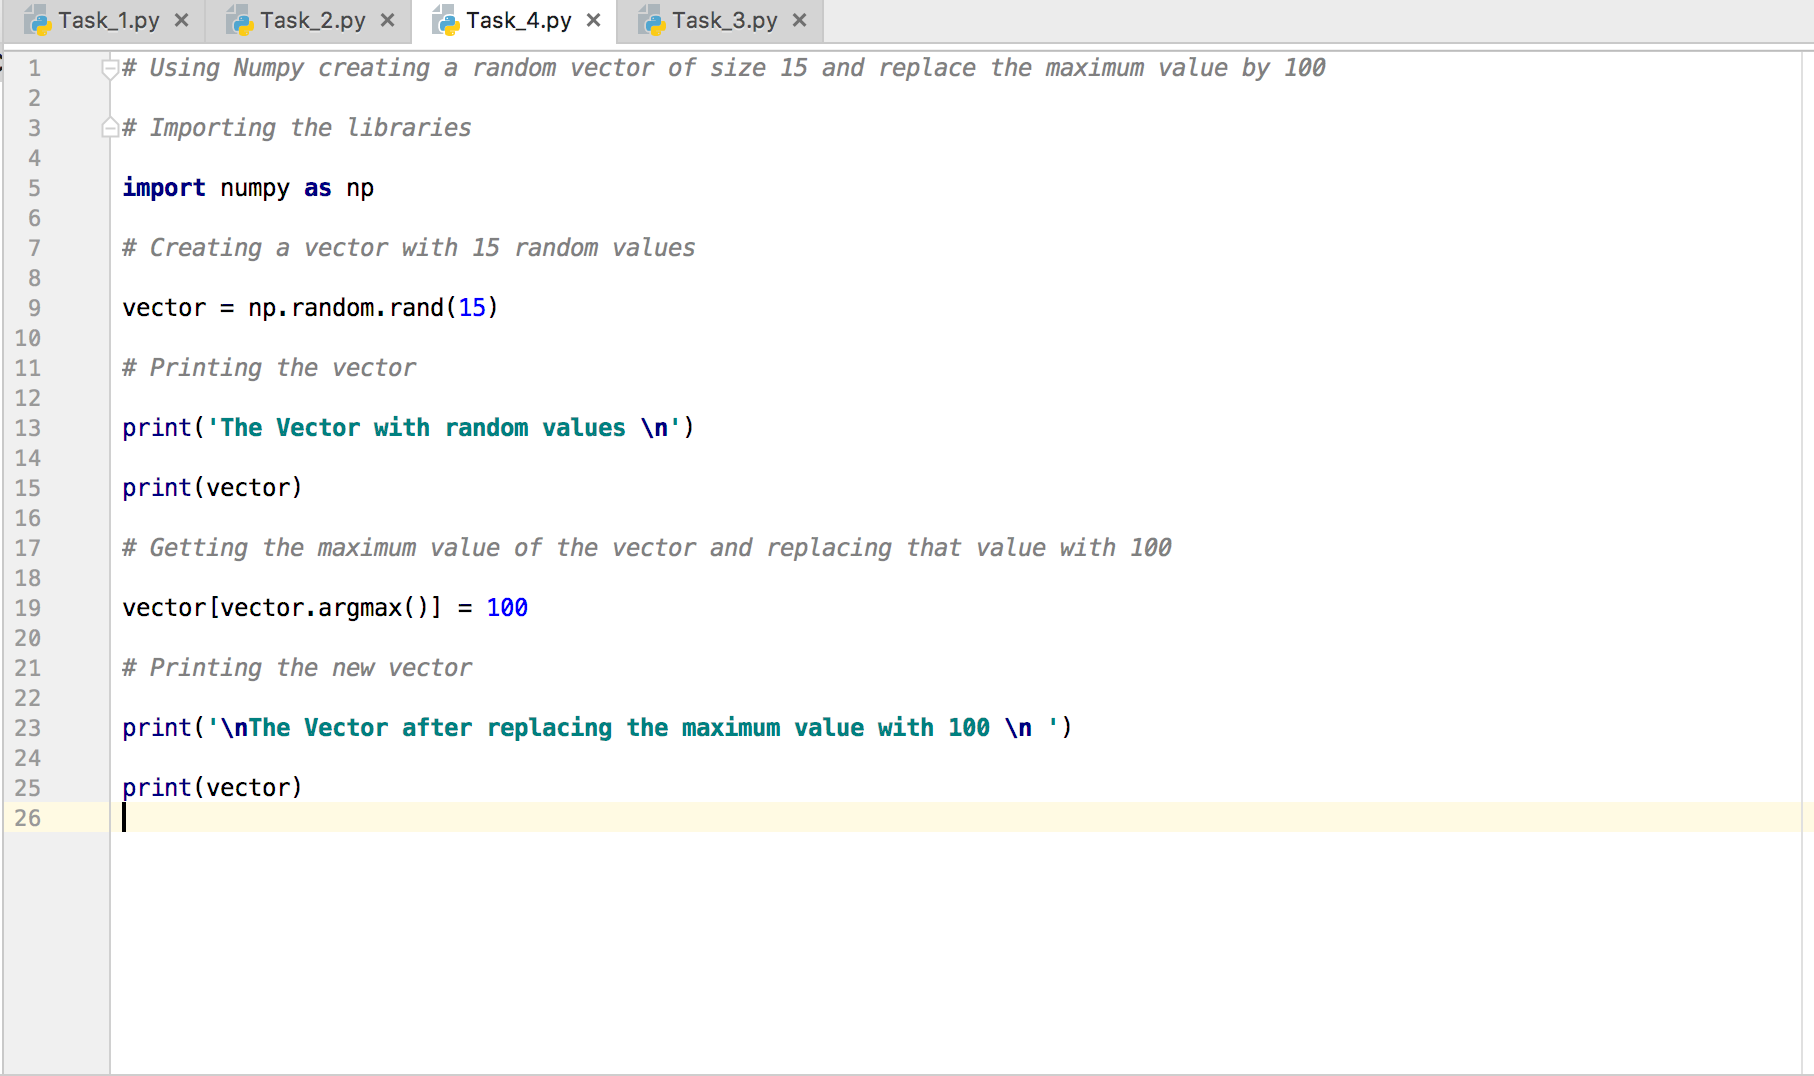 Task_1.py × Task_2.py × Task_4.py × Task_3.py ×
1 # Using Numpy creating a random vector of size 15 and replace the maximum value by 100
2
3 # Importing the libraries
4
5 import numpy as np
6
7 # Creating a vector with 15 random values
8
9 vector = np.random.rand(15)
10
11 # Printing the vector
12
13 print('The Vector with random values \n')
14
15 print(vector)
16
17 # Getting the maximum value of the vector and replacing that value with 100
18
19 vector[vector.argmax()] = 100
20
21 # Printing the new vector
22
23 print('\nThe Vector after replacing the maximum value with 100 \n ')
24
25 print(vector)
26